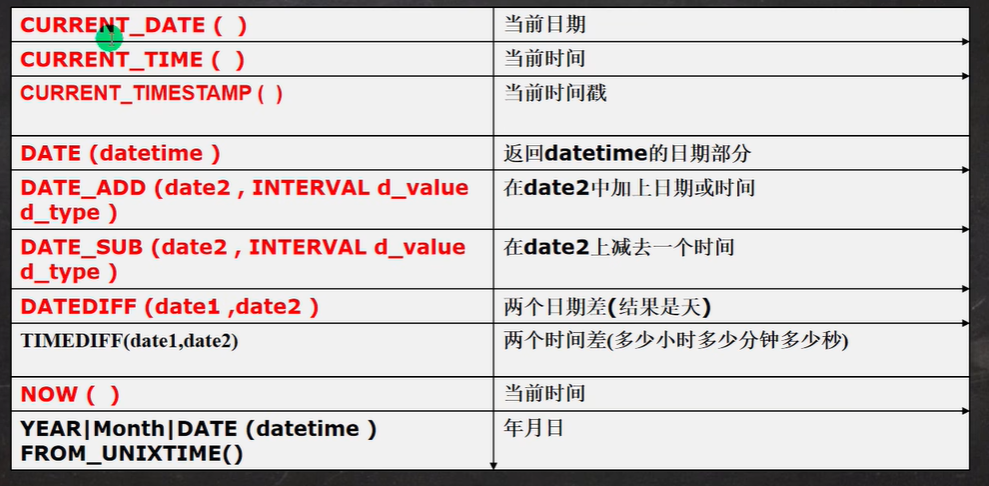 CURRENT_DATE ( )
当前日期
CURRENT_TIME ( )
当前时间
CURRENT_TIMESTAMP ( )
当前时间戳
DATE (datetime )
返回datetime的日期部分
DATE_ADD (date2 , INTERVAL d_value
d_type )
在date2中加上日期或时间
DATE_SUB (date2 , INTERVAL d_value
d_type )
在date2上减去一个时间
DATEDIFF (date1 ,date2 )
两个日期差(结果是天)
TIMEDIFF(date1,date2)
两个时间差(多少小时多少分钟多少秒)
NOW ( )
当前时间
YEAR|Month|DATE (datetime )
FROM_UNIXTIME()
年月日